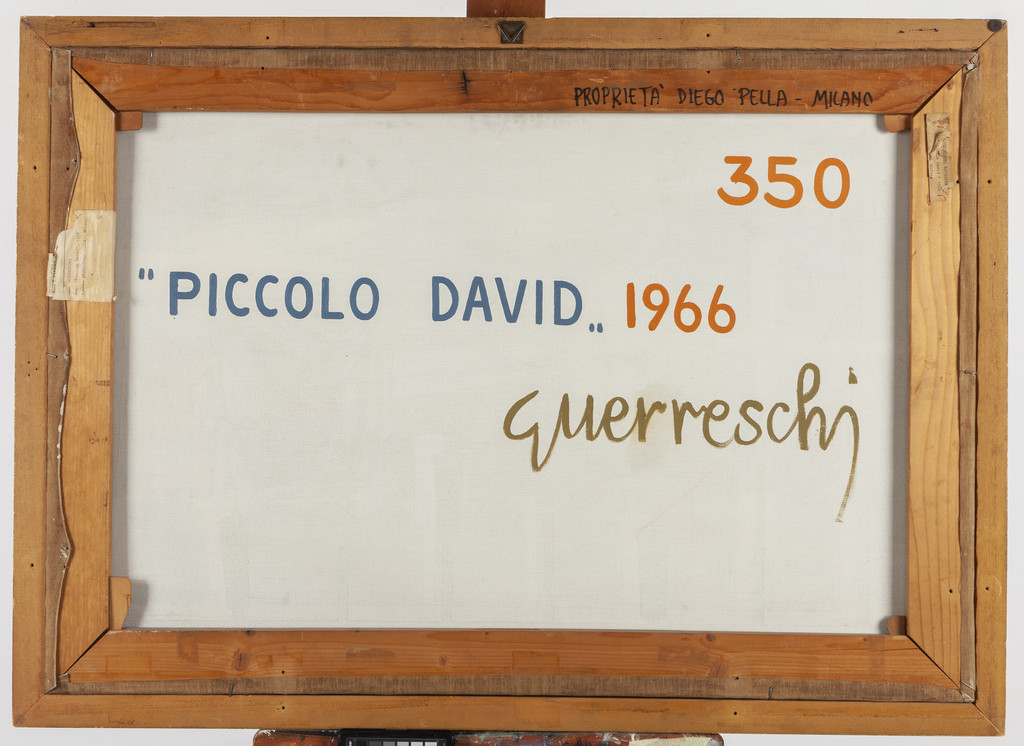 PROPRIETA' DIEGO PELLA - MILANO
350
"PICCOLO DAVID„ 1966
guerreschi